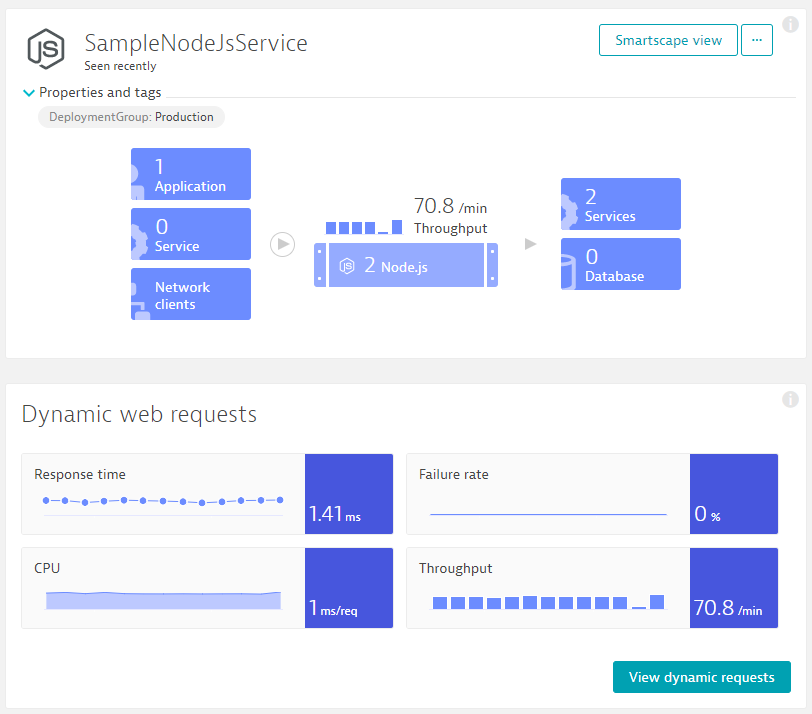 JS
SampleNodeJsService
Seen recently
Smartscape view
...
Properties and tags
DeploymentGroup: Production
1
Application
0
Service
Network
clients
70.8 /min
Throughput
JS 2 Node.js
2
Services
0
Database
Dynamic web requests
Response time
1.41 ms
Failure rate
0 %
CPU
1 ms/req
Throughput
70.8 /min
View dynamic requests